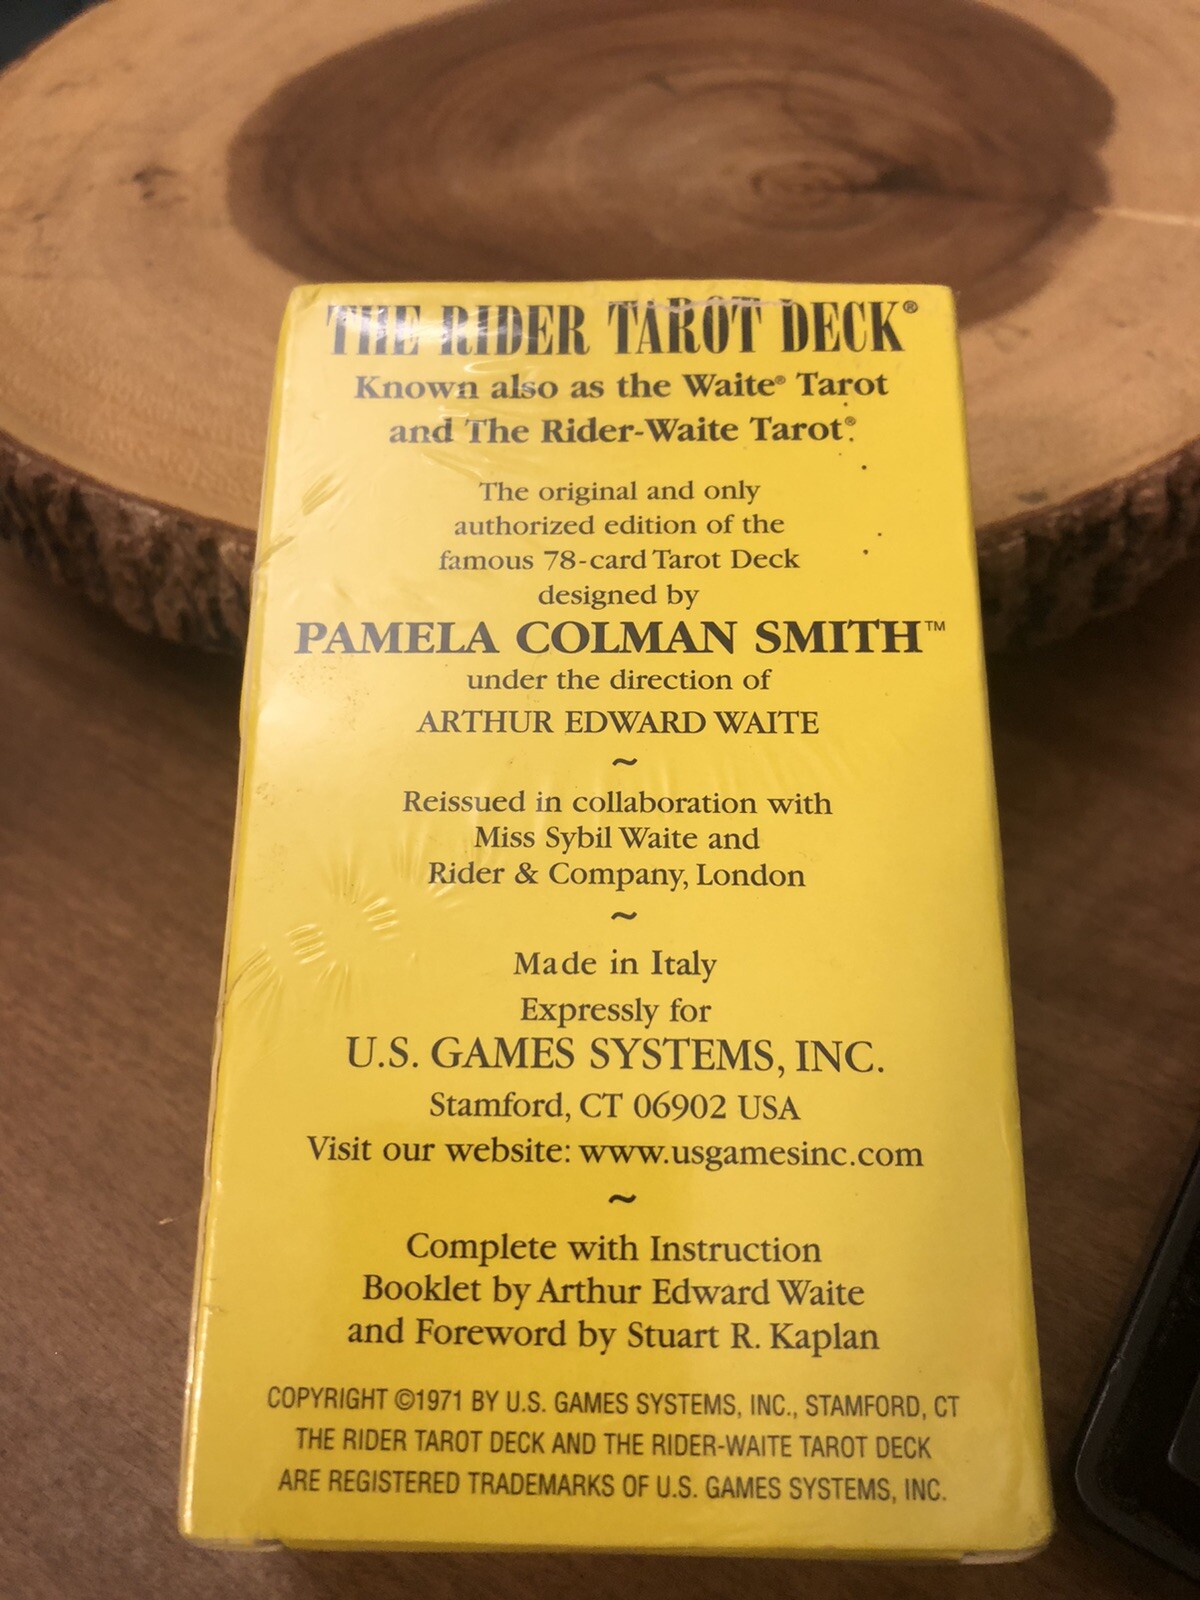 THE RIDER TAROT DECK®
Known also as the Waite® Tarot
and The Rider-Waite Tarot®.
The original and only
authorized edition of the
famous 78-card Tarot Deck
designed by
PAMELA COLMAN SMITH™
under the direction of
ARTHUR EDWARD WAITE
~
Reissued in collaboration with
Miss Sybil Waite and
Rider & Company, London
~
Made in Italy
Expressly for
U.S. GAMES SYSTEMS, INC.
Stamford, CT 06902 USA
Visit our website: www.usgamesinc.com
~
Complete with Instruction
Booklet by Arthur Edward Waite
and Foreword by Stuart R. Kaplan
COPYRIGHT ©1971 BY U.S. GAMES SYSTEMS, INC., STAMFORD, CT
THE RIDER TAROT DECK AND THE RIDER-WAITE TAROT DECK
ARE REGISTERED TRADEMARKS OF U.S. GAMES SYSTEMS, INC.